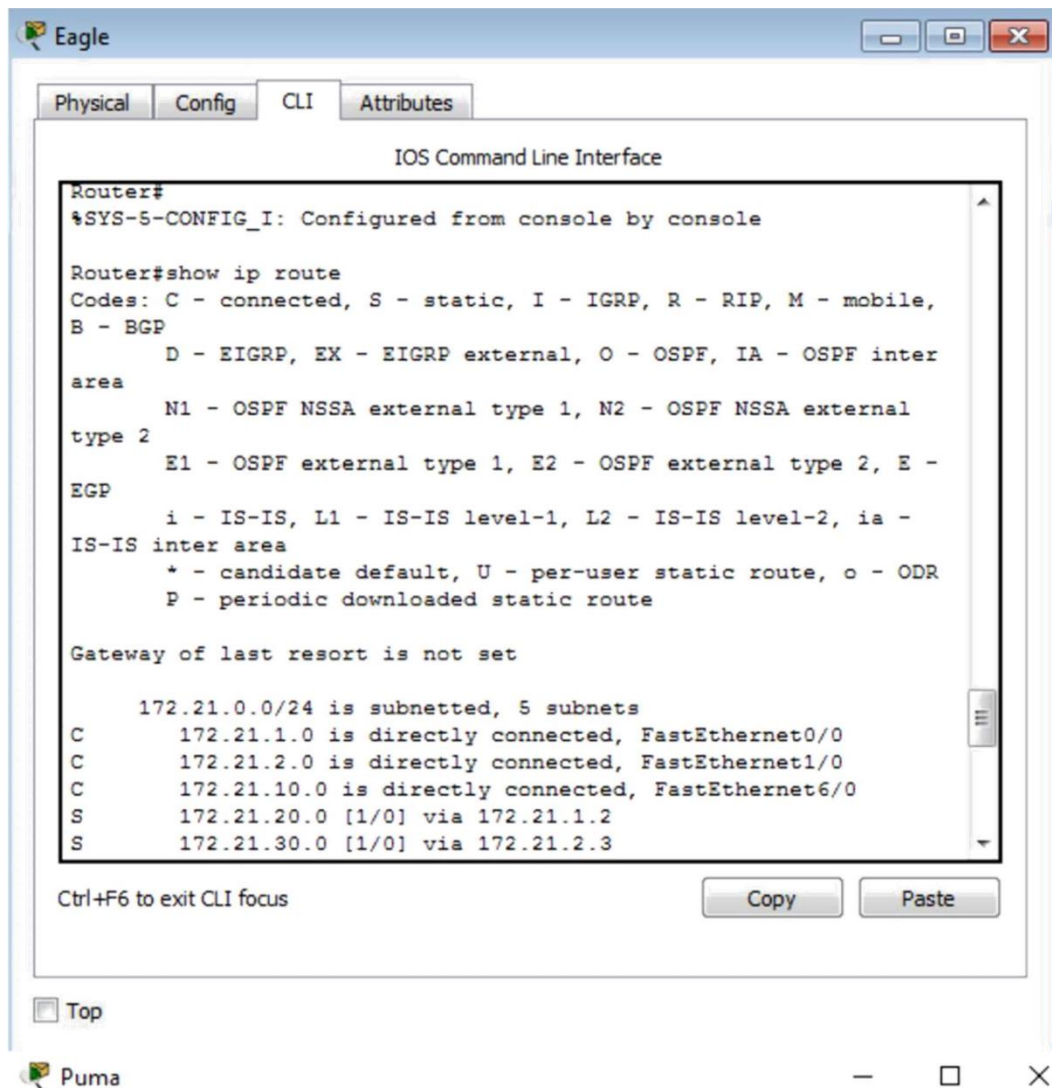 Eagle
Physical Config CLI Attributes
IOS Command Line Interface
Router#
%SYS-5-CONFIG_I: Configured from console by console
Router#show ip route
Codes: C - connected, S - static, I - IGRP, R - RIP, M - mobile,
B - BGP
D - EIGRP, EX - EIGRP external, O - OSPF, IA - OSPF inter
area
N1 - OSPF NSSA external type 1, N2 - OSPF NSSA external
type 2
E1 - OSPF external type 1, E2 - OSPF external type 2, E -
EGP
i - IS-IS, L1 - IS-IS level-1, L2 - IS-IS level-2, ia -
IS-IS inter area
* - candidate default, U - per-user static route, o - ODR
P - periodic downloaded static route
Gateway of last resort is not set
172.21.0.0/24 is subnetted, 5 subnets
C 172.21.1.0 is directly connected, FastEthernet0/0
C 172.21.2.0 is directly connected, FastEthernet1/0
C 172.21.10.0 is directly connected, FastEthernet6/0
S 172.21.20.0 [1/0] via 172.21.1.2
S 172.21.30.0 [1/0] via 172.21.2.3
Ctrl+F6 to exit CLI focus Copy Paste
Top
Puma